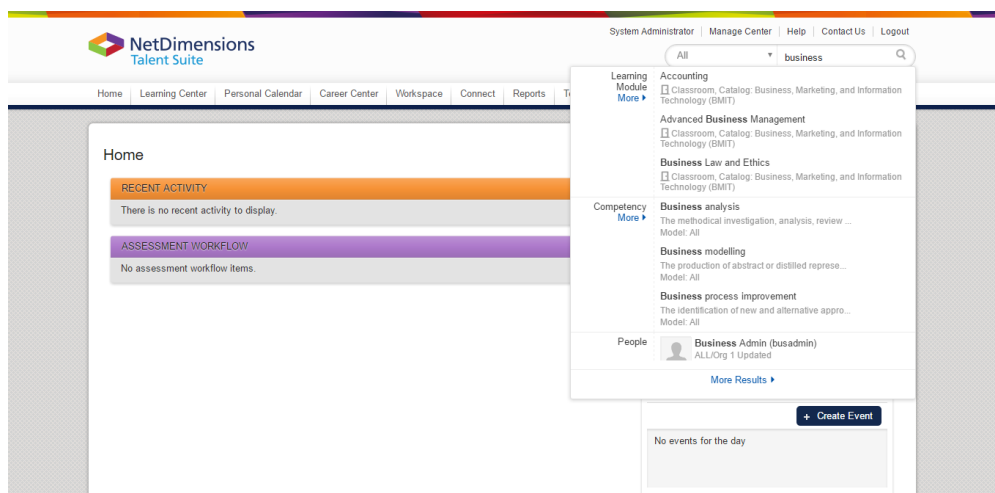 NetDimensions
Talent Suite
System Administrator Manage Center Help Contact Us Logout
All business
Home Learning Center Personal Calendar Career Center Workspace Connect Reports
Learning Module
More
Accounting
Classroom, Catalog: Business, Marketing, and Information
Technology (BMIT)
Advanced Business Management
Classroom, Catalog: Business, Marketing, and Information
Technology (BMIT)
Business Law and Ethics
Classroom, Catalog: Business, Marketing, and Information
Technology (BMIT)
Competency
More
Business analysis
The methodical investigation, analysis, review ...
Model: All
Business modelling
The production of abstract or distilled represe...
Model: All
Business process improvement
The identification of new and alternative appro...
Model: All
People
Business Admin (busadmin)
ALL/Org 1 Updated
More Results
Home
RECENT ACTIVITY
There is no recent activity to display.
ASSESSMENT WORKFLOW
No assessment workflow items.
+ Create Event
No events for the day